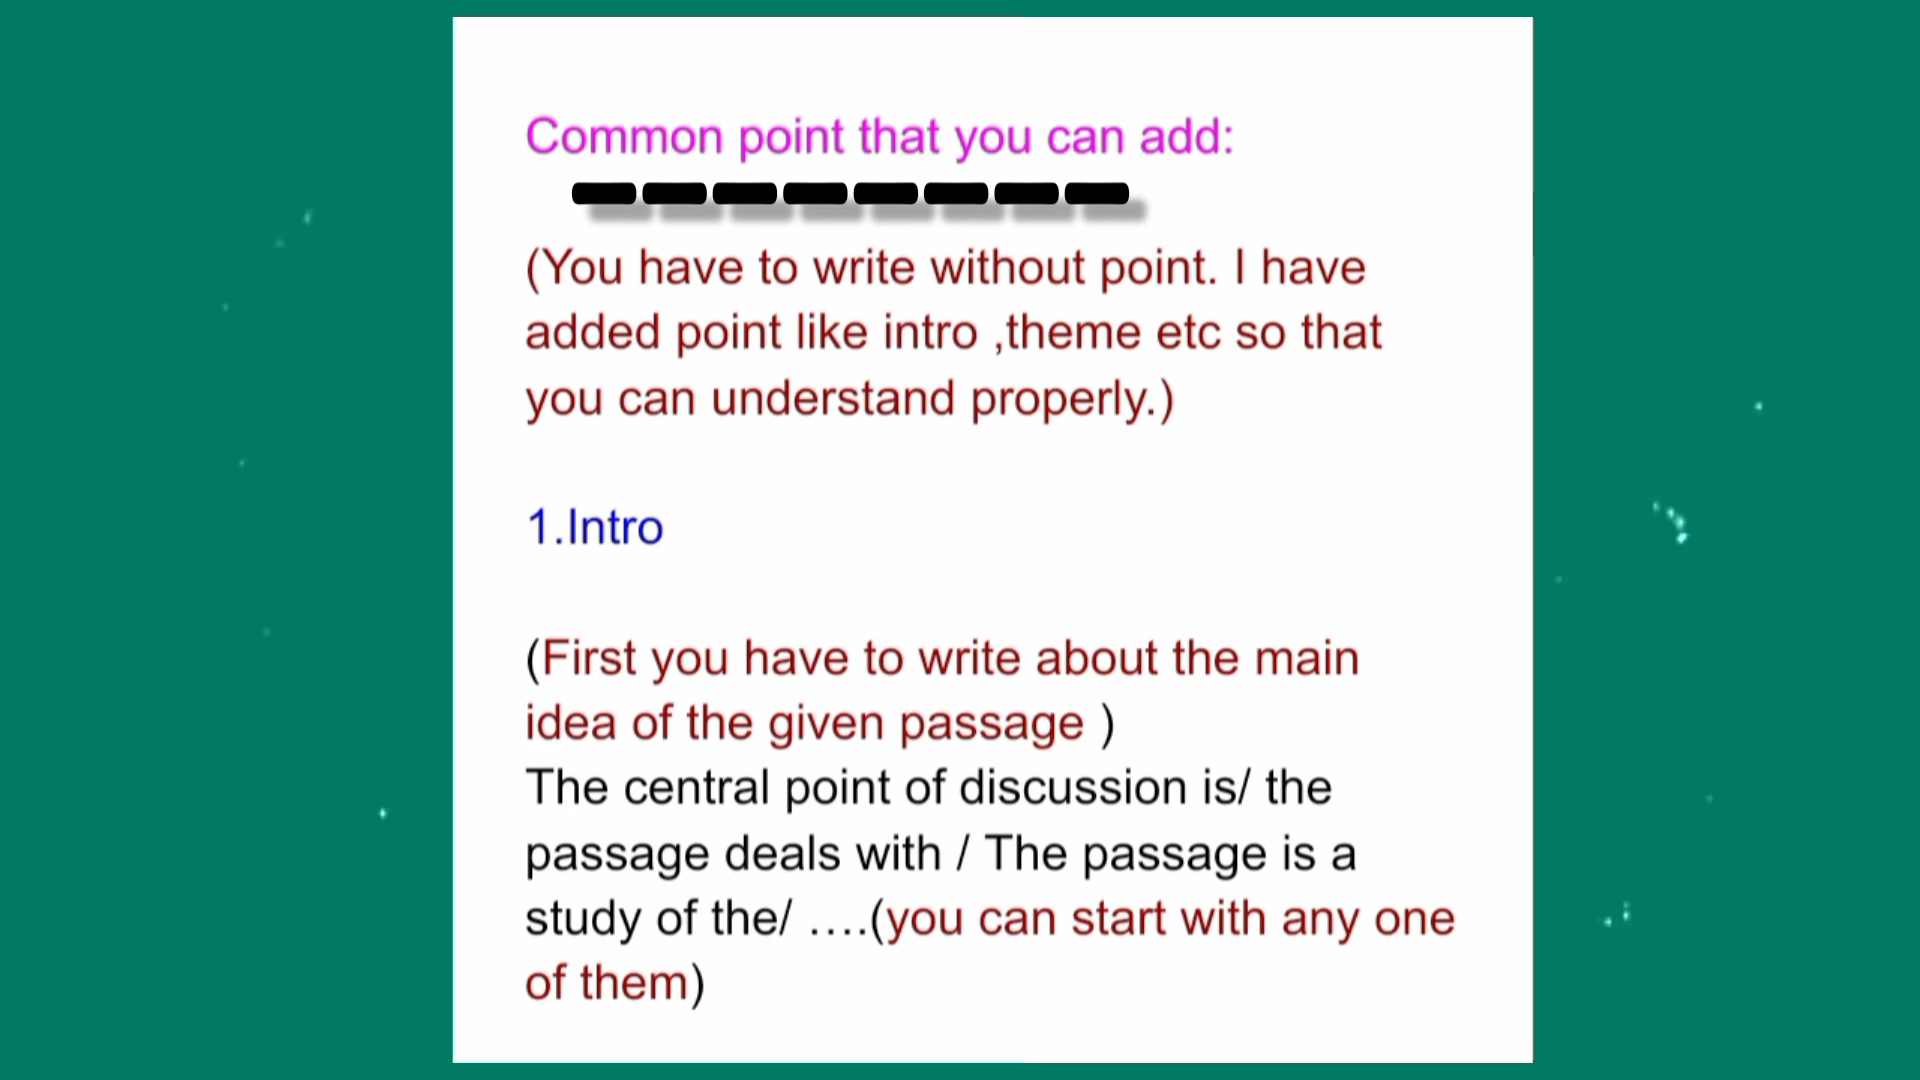 Common point that you can add:
(You have to write without point. I have
added point like intro ,theme etc so that
you can understand properly.)
1.Intro
(First you have to write about the main
idea of the given passage )
The central point of discussion is/ the
passage deals with / The passage is a
study of the/ ....(you can start with any one
of them)